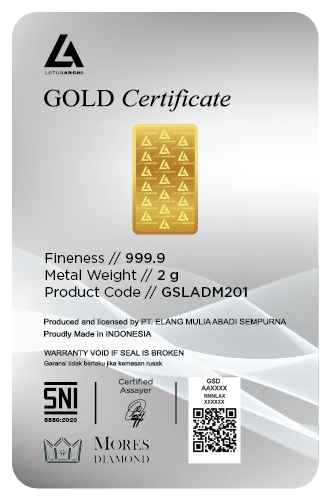 LOTUSARCHI
GOLD Certificate
Fineness // 999.9
Metal Weight // 2 g
Product Code // GSLADM201
Produced and licensed by PT. ELANG MULIA ABADI SEMPURNA
Proudly Made in INDONESIA
WARRANTY VOID IF SEAL IS BROKEN
Garansi tidak berlaku jika kemasan rusak
SNI
8880:2020
Certified
Assayer
GSD
AAXXXX
NNNLAX
XXXXXX
MORES
DIAMOND